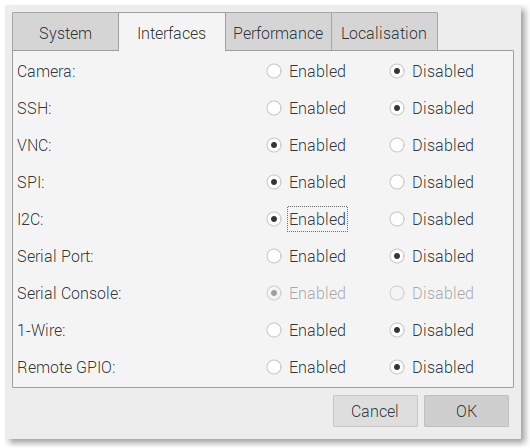 System Interfaces Performance Localisation
Camera: Enabled Disabled
SSH: Enabled Disabled
VNC: Enabled Disabled
SPI: Enabled Disabled
I2C: Enabled Disabled
Serial Port: Enabled Disabled
Serial Console: Enabled Disabled
1-Wire: Enabled Disabled
Remote GPIO: Enabled Disabled
Cancel OK